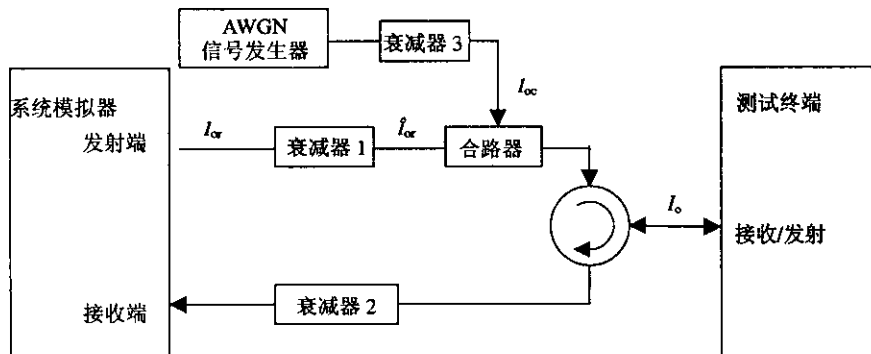 AWGN
信号发生器
衰减器 3
I_oc
系统模拟器
发射端
I_or
衰减器 1
Î_or
合路器
测试终端
I_o
接收/发射
接收端
衰减器 2